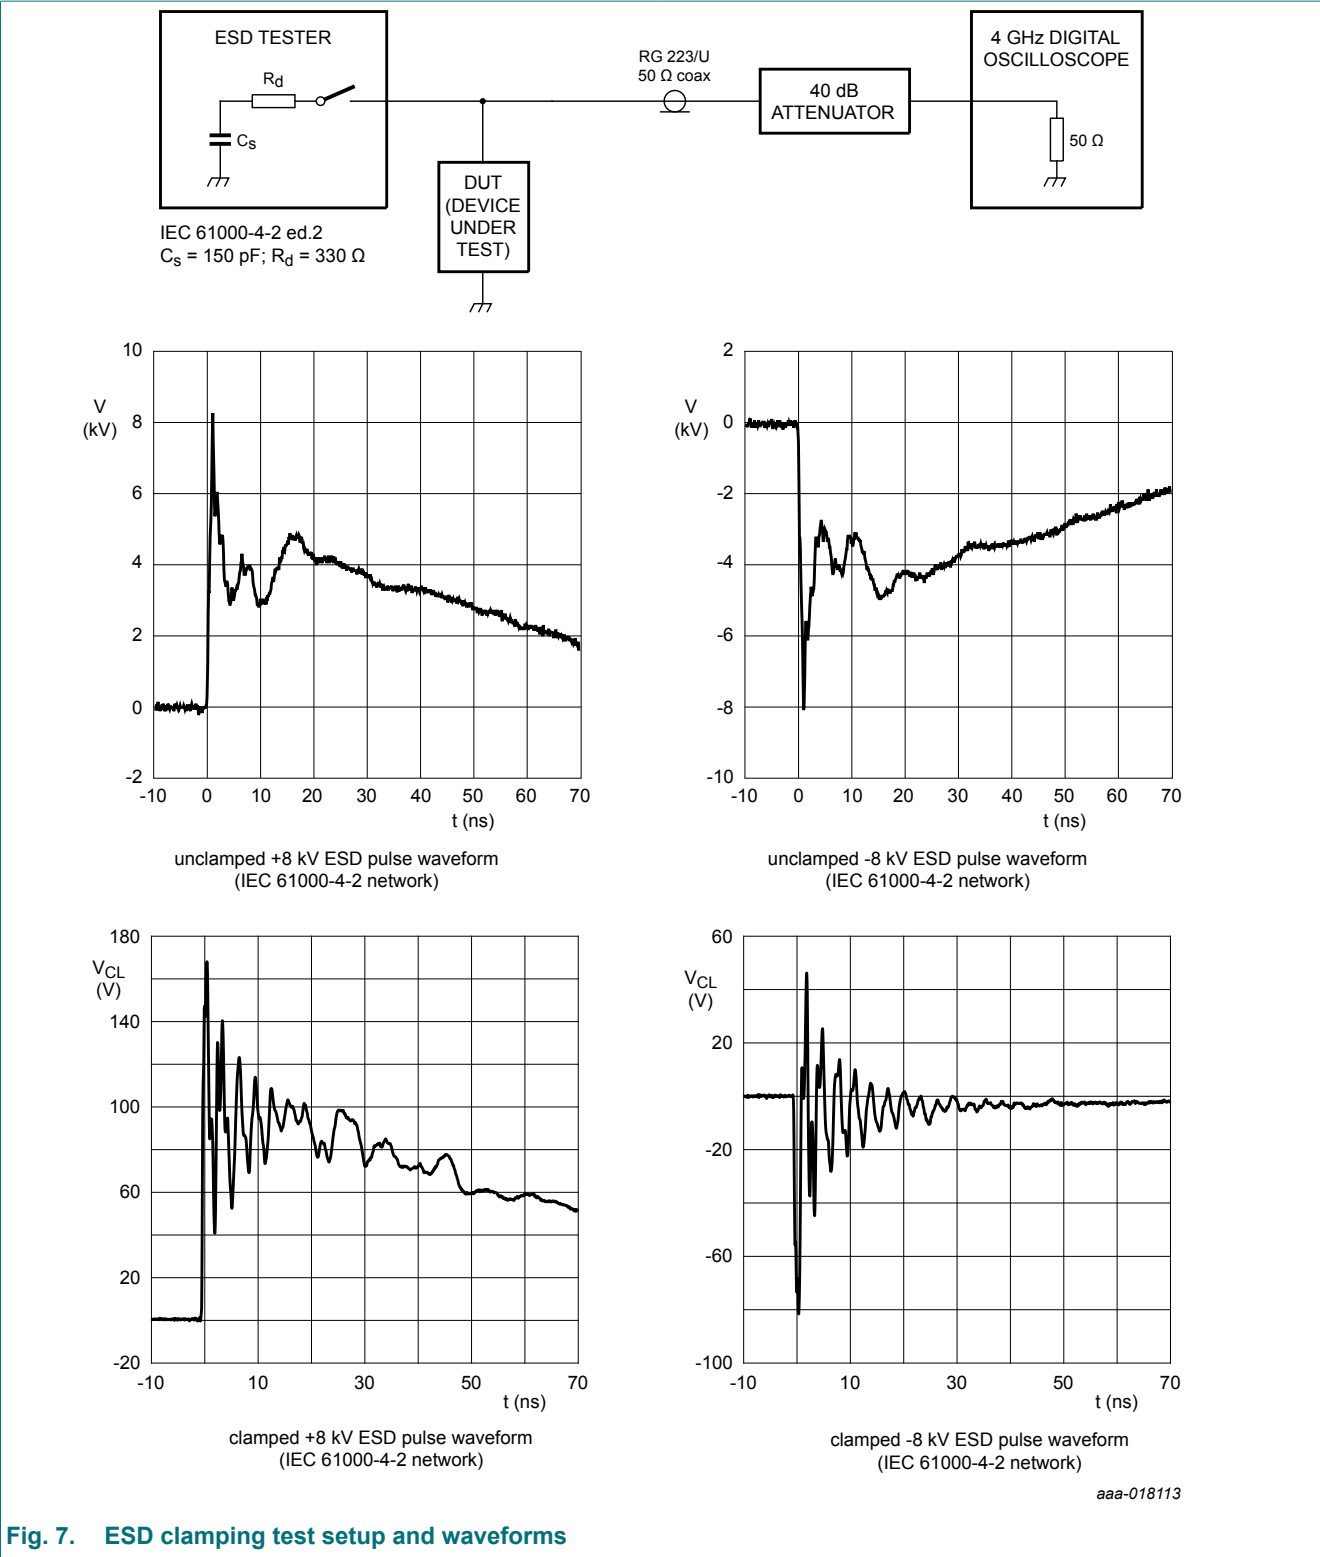 ESD TESTER
Rd
Cs
IEC 61000-4-2 ed.2
Cs = 150 pF; Rd = 330 Ω
DUT
(DEVICE
UNDER
TEST)
RG 223/U
50 Ω coax
40 dB
ATTENUATOR
4 GHz DIGITAL
OSCILLOSCOPE
50 Ω
10
8
6
4
2
0
-2
V
(kV)
-10 0 10 20 30 40 50 60 70
t (ns)
unclamped +8 kV ESD pulse waveform
(IEC 61000-4-2 network)
2
0
-2
-4
-6
-8
-10
V
(kV)
-10 0 10 20 30 40 50 60 70
t (ns)
unclamped -8 kV ESD pulse waveform
(IEC 61000-4-2 network)
180
140
100
60
20
-20
VCL
(V)
-10 10 30 50 70
t (ns)
clamped +8 kV ESD pulse waveform
(IEC 61000-4-2 network)
60
20
-20
-60
-100
VCL
(V)
-10 10 30 50 70
t (ns)
clamped -8 kV ESD pulse waveform
(IEC 61000-4-2 network)
aaa-018113
Fig. 7. ESD clamping test setup and waveforms